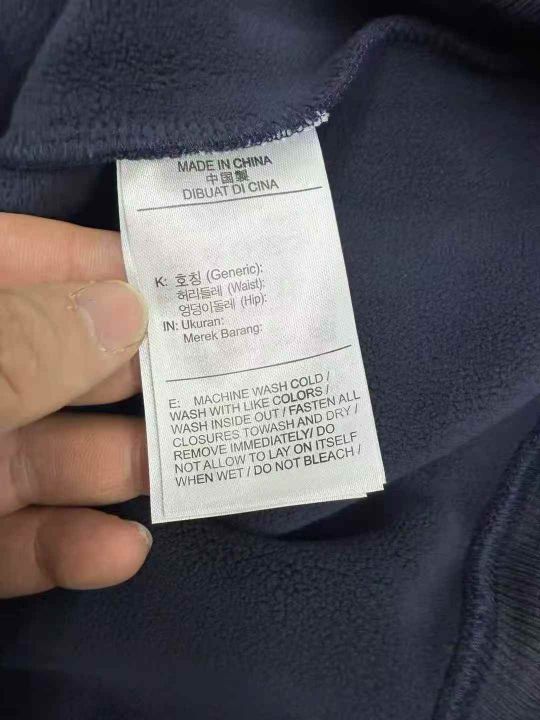 MADE IN CHINA
中国製
DIBUAT DI CINA
K: 호칭 (Generic):
허리둘레 (Waist):
엉덩이둘레 (Hip):
IN: Ukuran:
Merek Barang:
E: MACHINE WASH COLD /
WASH WITH LIKE COLORS /
WASH INSIDE OUT / FASTEN ALL
CLOSURES TOWASH AND DRY /
REMOVE IMMEDIATELY/ DO
NOT ALLOW TO LAY ON ITSELF
WHEN WET / DO NOT BLEACH /